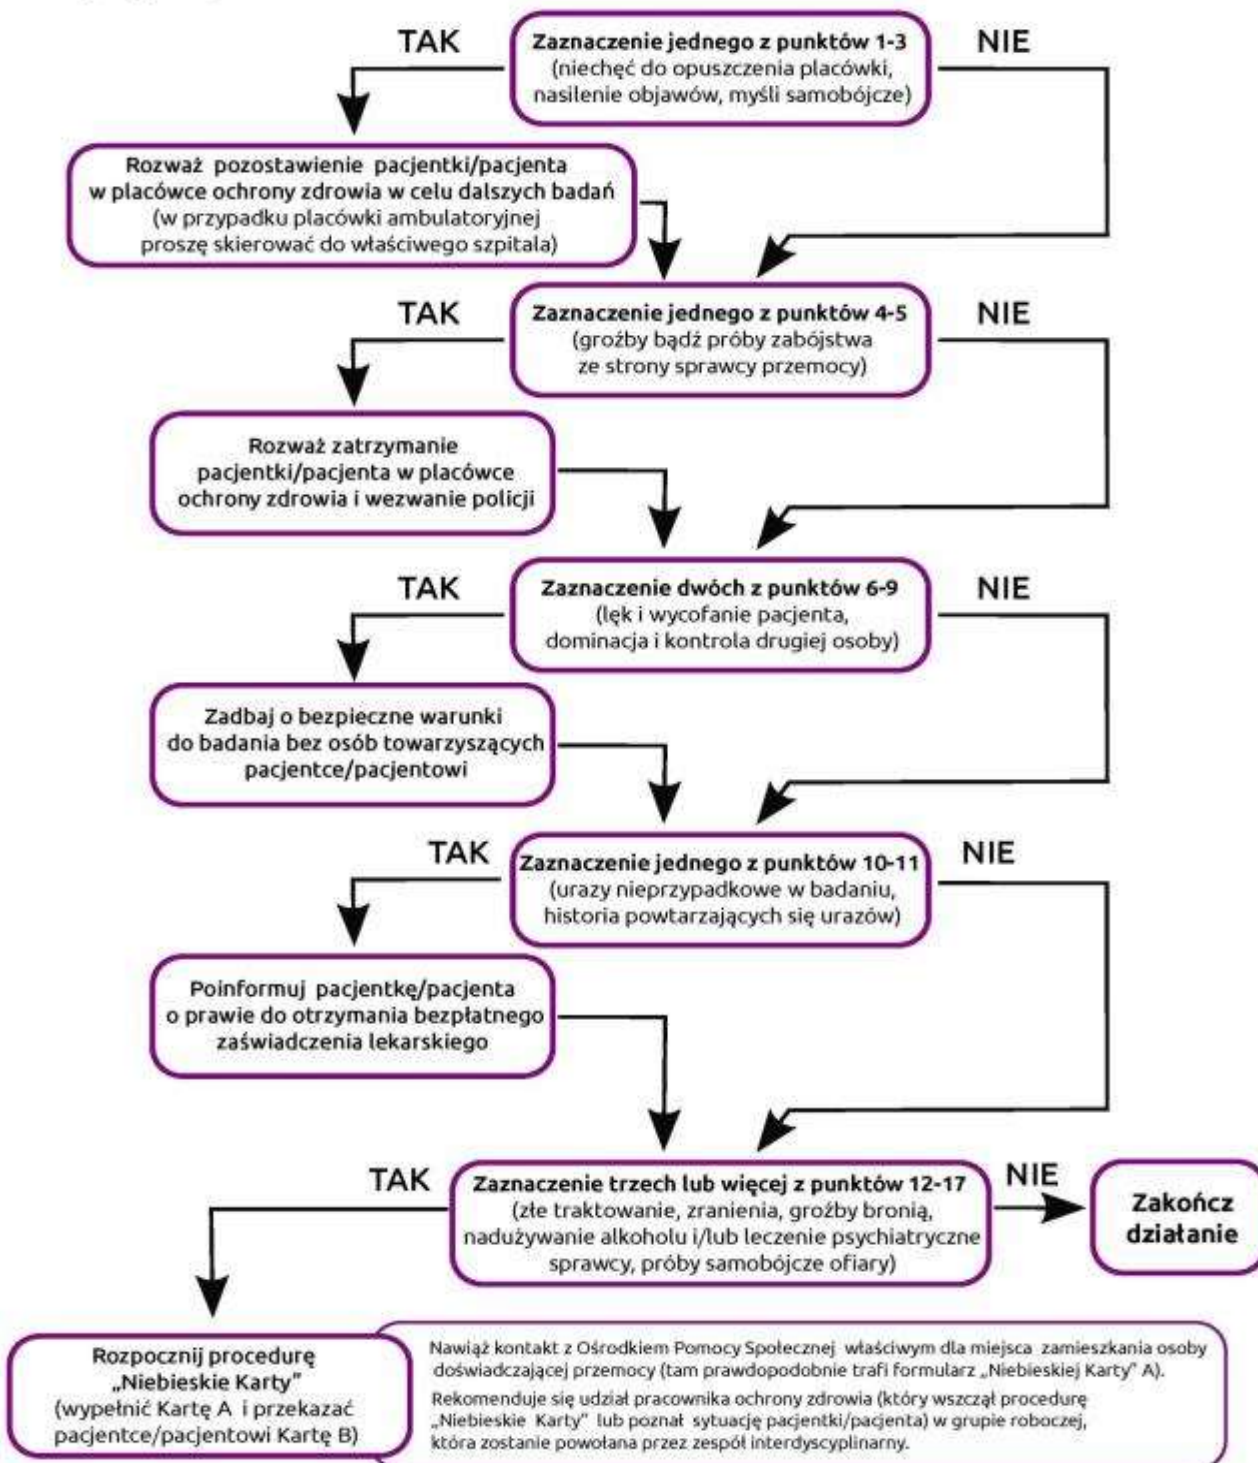 TAK
Zaznaczenie jednego z punktów 1-3
(niechęć do opuszczenia placówki,
nasilenie objawów, myśli samobójcze)
NIE
Rozważ pozostawienie pacjentki/pacjenta
w placówce ochrony zdrowia w celu dalszych badań
(w przypadku placówki ambulatoryjnej
proszę skierować do właściwego szpitala)
TAK
Zaznaczenie jednego z punktów 4-5
(groźby bądź próby zabójstwa
ze strony sprawcy przemocy)
NIE
Rozważ zatrzymanie
pacjentki/pacjenta w placówce
ochrony zdrowia i wezwanie policji
TAK
Zaznaczenie dwóch z punktów 6-9
(lęk i wycofanie pacjenta,
dominacja i kontrola drugiej osoby)
NIE
Zadbaj o bezpieczne warunki
do badania bez osób towarzyszących
pacjentce/pacjentowi
TAK
Zaznaczenie jednego z punktów 10-11
(urazy nieprzypadkowe w badaniu,
historia powtarzających się urazów)
NIE
Poinformuj pacjentkę/pacjenta
o prawie do otrzymania bezpłatnego
zaświadczenia lekarskiego
TAK
Zaznaczenie trzech lub więcej z punktów 12-17
(złe traktowanie, zranienia, groźby bronią,
nadużywanie alkoholu i/lub leczenie psychiatryczne
sprawcy, próby samobójcze ofiary)
NIE
Zakończ
działanie
Rozpocznij procedurę
„Niebieskie Karty"
(wypełnić Kartę A i przekazać
pacjentce/pacjentowi Kartę B)
Nawiąż kontakt z Ośrodkiem Pomocy Społecznej właściwym dla miejsca zamieszkania osoby
doświadczającej przemocy (tam prawdopodobnie trafi formularz „Niebieskiej Karty" A).
Rekomenduje się udział pracownika ochrony zdrowia (który wszczął procedurę
„Niebieskie Karty" lub poznał sytuację pacjentki/pacjenta) w grupie roboczej,
która zostanie powołana przez zespół interdyscyplinarny.